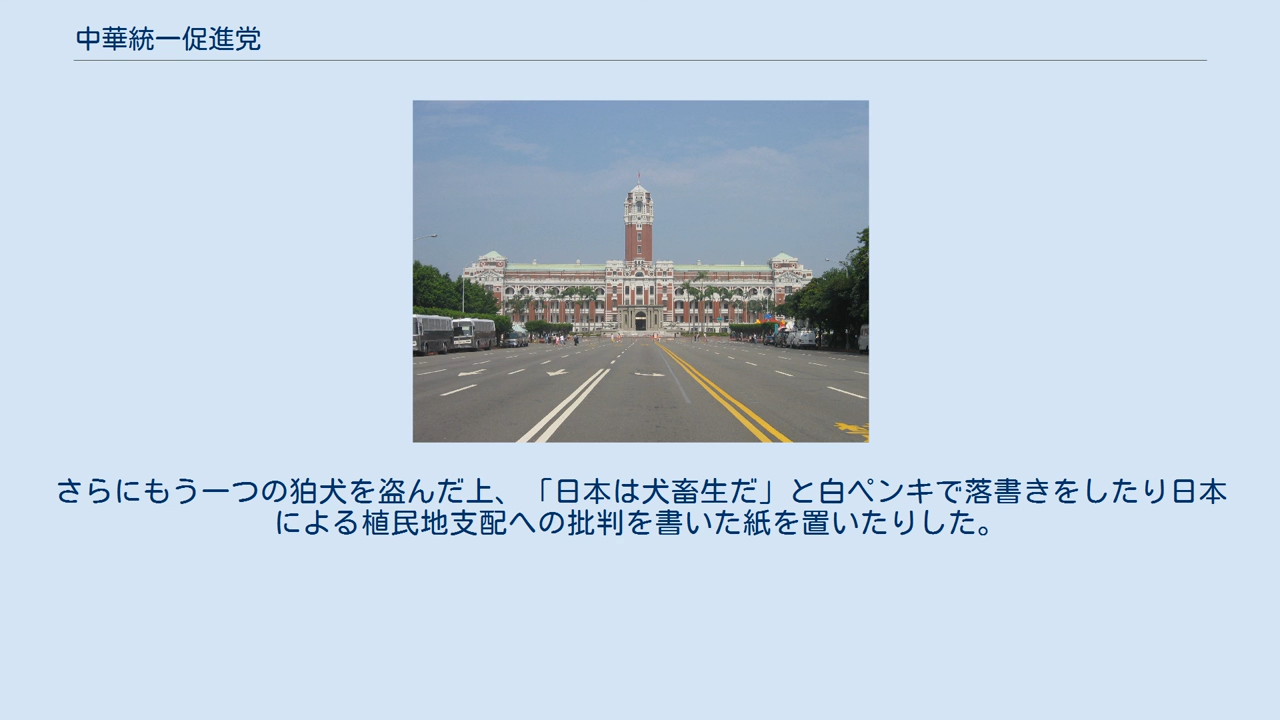 中華統一促進党
さらにもう一つの狛犬を盗んだ上、「日本は犬畜生だ」と白ペンキで落書きをしたり日本
による植民地支配への批判を書いた紙を置いたりした。